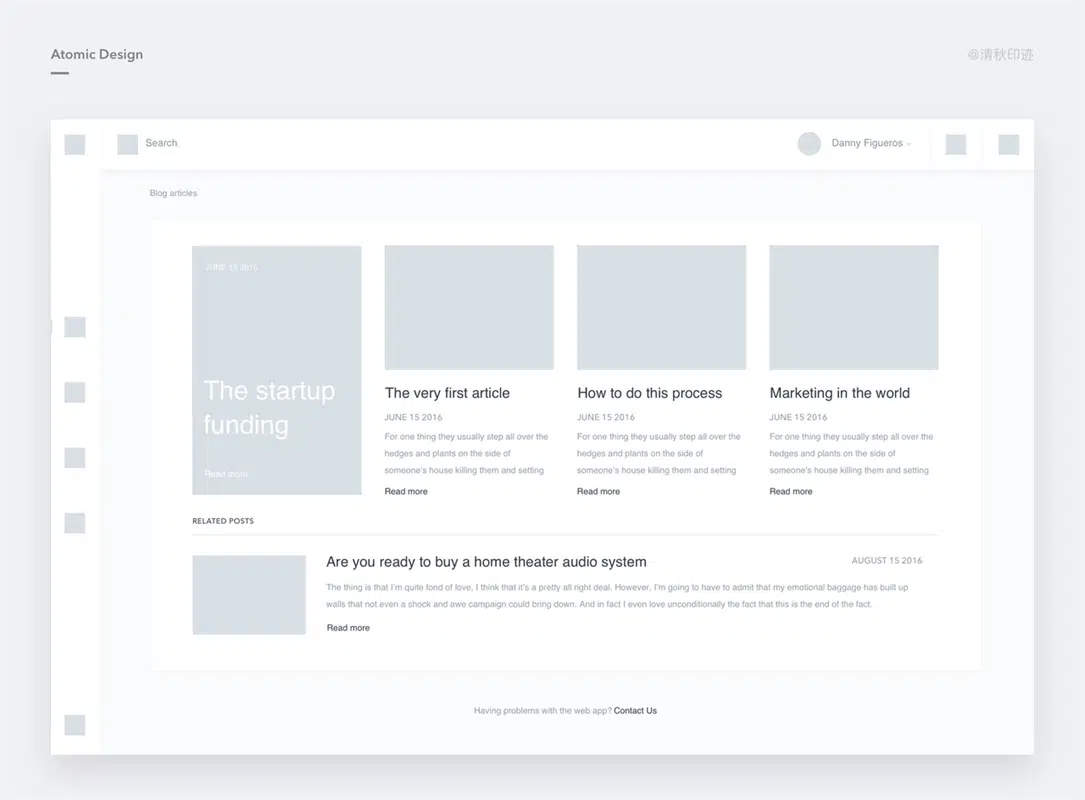 Atomic Design
@清秋印迹
Search
Danny Figueros
Blog articles
JUNE 15 2016
The startup
funding
Read more
The very first article
JUNE 15 2016
For one thing they usually step all over the
hedges and plants on the side of
someone's house killing them and setting
Read more
How to do this process
JUNE 15 2016
For one thing they usually step all over the
hedges and plants on the side of
someone's house killing them and setting
Read more
Marketing in the world
JUNE 15 2016
For one thing they usually step all over the
hedges and plants on the side of
someone's house killing them and setting
Read more
RELATED POSTS
Are you ready to buy a home theater audio system
AUGUST 15 2016
The thing is that I'm quite fond of love, I think that it's a pretty all right deal. However, I'm going to have to admit that my emotional baggage has built up
walls that not even a shock and awe campaign could bring down. And in fact I even love unconditionally the fact that this is the end of the fact.
Read more
Having problems with the web app? Contact Us